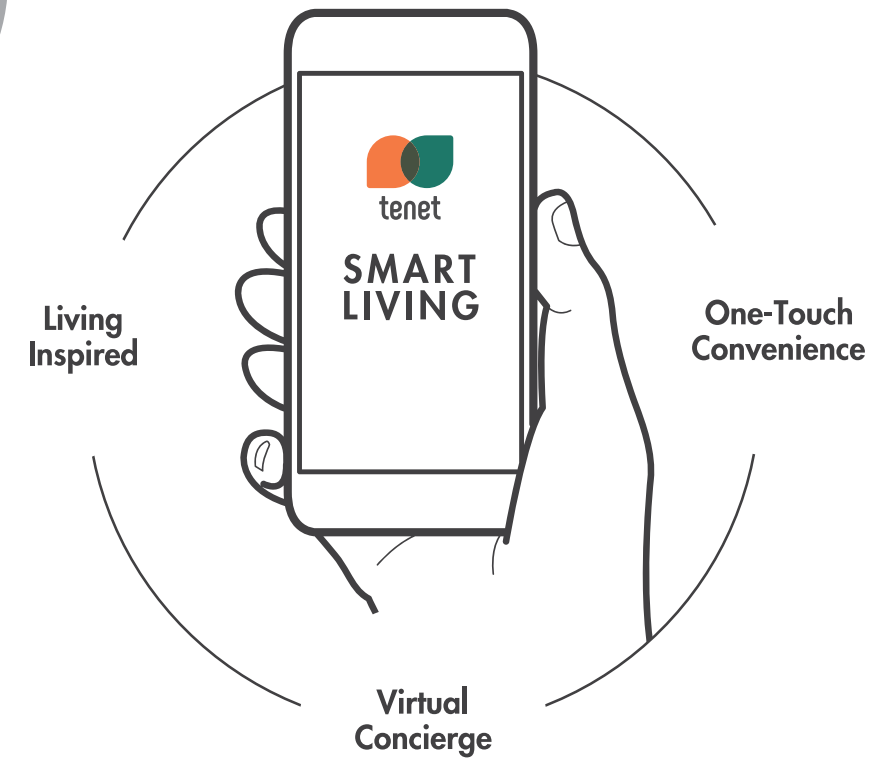 tenet
SMART
LIVING
Living
Inspired
One-Touch
Convenience
Virtual
Concierge